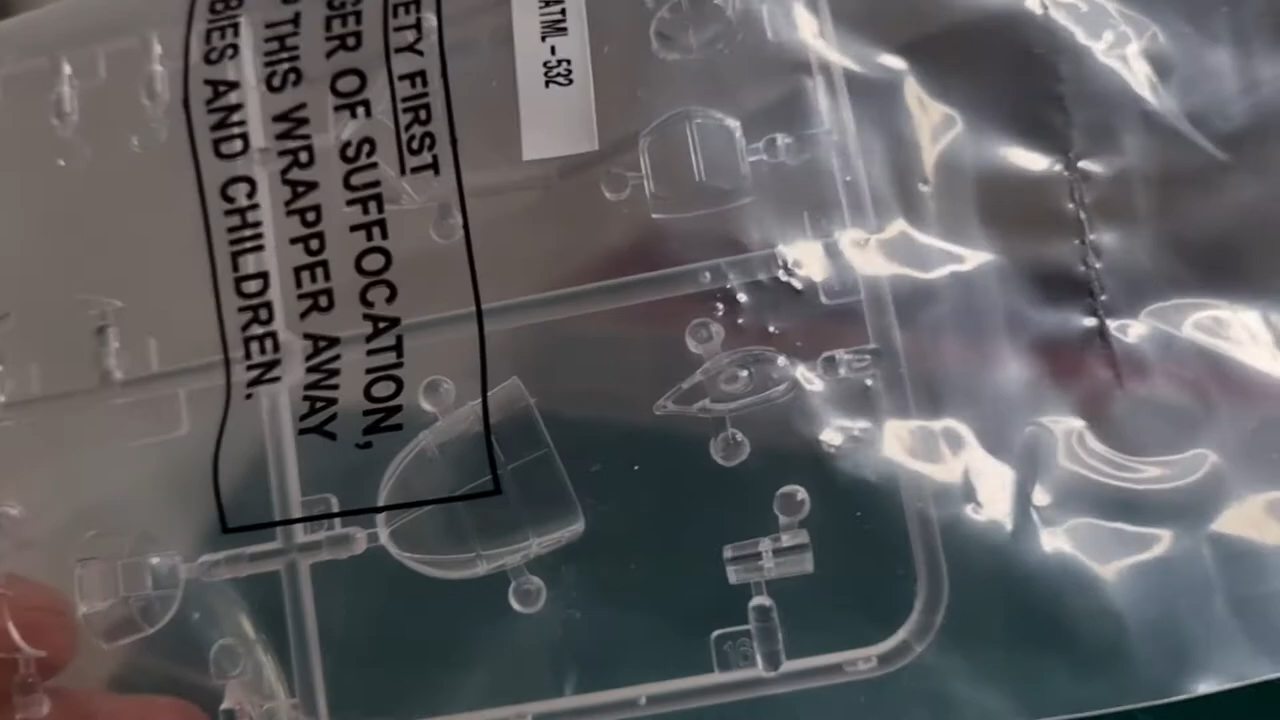 ETY FIRST
GER OF SUFFOCATION,
THIS WRAPPER AWAY
BIES AND CHILDREN.
ATML-532